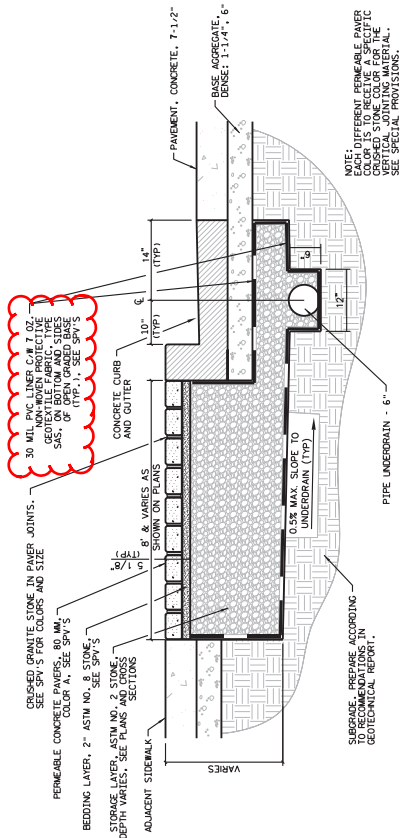 30 MIL PVC LINER C/W 7 OZ.
NON-WOVEN PROTECTIVE
GEOTEXTILE FABRIC, TYPE
SAS, ON BOTTOM AND SIDES
OF OPEN GRADED BASE
(TYP.), SEE SPV'S
CRUSHED GRANITE STONE IN PAVER JOINTS.
SEE SPV'S FOR COLORS AND SIZE
PERMEABLE CONCRETE PAVERS, 80 MM,
COLOR A, SEE SPV'S
BEDDING LAYER, 2" ASTM NO. 8 STONE,
SEE SPV'S
STORAGE LAYER, ASTM NO. 2 STONE,
DEPTH VARIES, SEE PLANS AND CROSS
SECTIONS
ADJACENT SIDEWALK
CONCRETE CURB
AND GUTTER
8' & VARIES AS
SHOWN ON PLANS
5 1/8"
(TYP)
10"
(TYP)
14"
(TYP)
℄
PAVEMENT, CONCRETE, 7-1/2"
BASE AGGREGATE,
DENSE; 1-1/4", 6"
VARIES
0.5% MAX. SLOPE TO
UNDERDRAIN (TYP)
6"
12"
PIPE UNDERDRAIN - 6"
SUBGRADE. PREPARE ACCORDING
TO RECOMMENDATIONS IN
GEOTECHNICAL REPORT.
NOTE:
EACH DIFFERENT PERMEABLE PAVER
COLOR IS TO RECEIVE A SPECIFIC
CRUSHED STONE COLOR FOR THE
VERTICAL JOINTING MATERIAL.
SEE SPECIAL PROVISIONS.